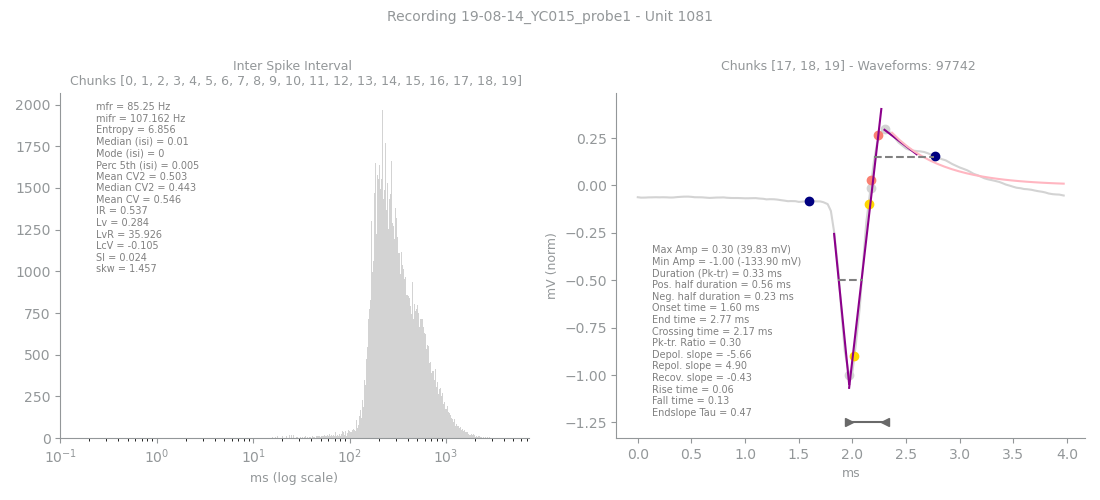 Recording 19-08-14_YC015_probe1 - Unit 1081
Inter Spike Interval
Chunks [0, 1, 2, 3, 4, 5, 6, 7, 8, 9, 10, 11, 12, 13, 14, 15, 16, 17, 18, 19]
2000
1750
1500
1250
1000
750
500
250
0
mfr = 85.25 Hz
mifr = 107.162 Hz
Entropy = 6.856
Median (isi) = 0.01
Mode (isi) = 0
Perc 5th (isi) = 0.005
Mean CV2 = 0.503
Median CV2 = 0.443
Mean CV = 0.546
IR = 0.537
Lv = 0.284
LvR = 35.926
LcV = -0.105
SI = 0.024
skw = 1.457
10⁻¹ 10⁰ 10¹ 10² 10³
ms (log scale)
Chunks [17, 18, 19] - Waveforms: 97742
mV (norm)
0.25
0.00
−0.25
−0.50
−0.75
−1.00
−1.25
Max Amp = 0.30 (39.83 mV)
Min Amp = -1.00 (-133.90 mV)
Duration (Pk-tr) = 0.33 ms
Pos. half duration = 0.56 ms
Neg. half duration = 0.23 ms
Onset time = 1.60 ms
End time = 2.77 ms
Crossing time = 2.17 ms
Pk-tr. Ratio = 0.30
Depol. slope = -5.66
Repol. slope = 4.90
Recov. slope = -0.43
Rise time = 0.06
Fall time = 0.13
Endslope Tau = 0.47
0.0 0.5 1.0 1.5 2.0 2.5 3.0 3.5 4.0
ms